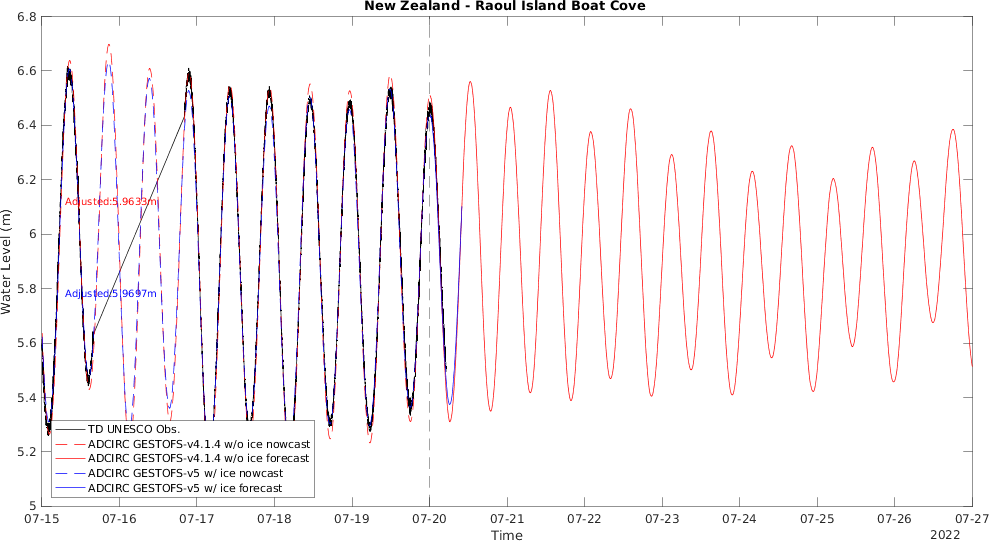 New Zealand - Raoul Island Boat Cove
6.8
6.6
6.4
6.2
6
5.8
5.6
5.4
5.2
5
Water Level (m)
Adjusted:5.9633m
Adjusted:5.9697m
TD UNESCO Obs.
ADCIRC GESTOFS-v4.1.4 w/o ice nowcast
ADCIRC GESTOFS-v4.1.4 w/o ice forecast
ADCIRC GESTOFS-v5 w/ ice nowcast
ADCIRC GESTOFS-v5 w/ ice forecast
07-15 07-16 07-17 07-18 07-19 07-20 07-21 07-22 07-23 07-24 07-25 07-26 07-27
Time
2022